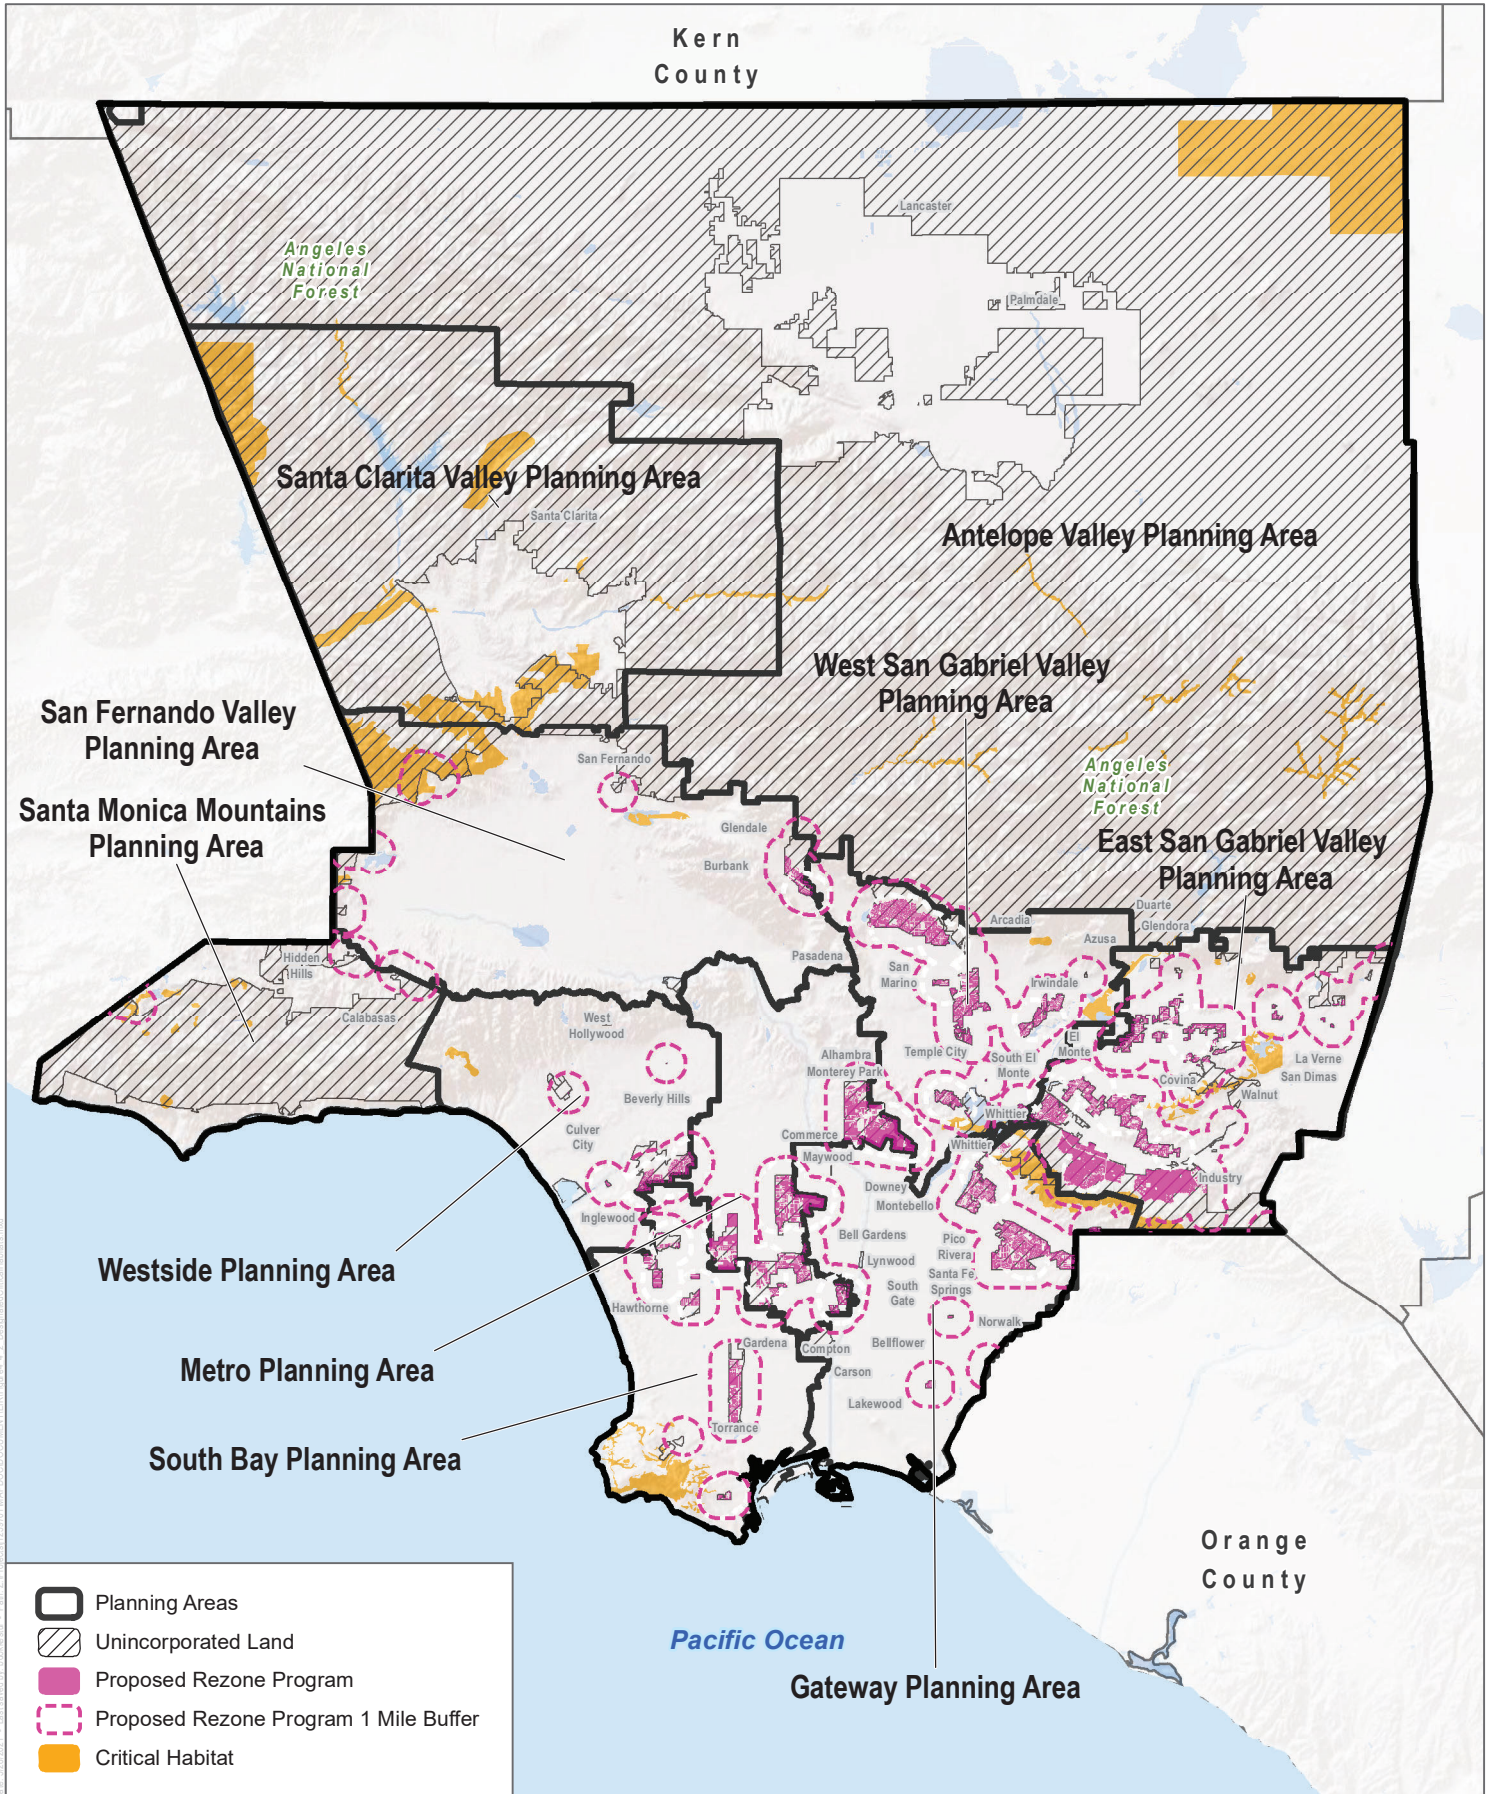 Kern
County
Lancaster
Angeles
National
Forest
Palmdale
Santa Clarita Valley Planning Area
Santa Clarita
Antelope Valley Planning Area
West San Gabriel Valley
Planning Area
San Fernando Valley
Planning Area
San Fernando
Angeles
National
Forest
Santa Monica Mountains
Planning Area
Glendale
East San Gabriel Valley
Planning Area
Burbank
Duarte
Arcadia
Glendora
Azusa
Pasadena
Hidden
Hills
San
Marino
Irwindale
Calabasas
West
Hollywood
El
Monte
Temple City
South El
Monte
Alhambra
Monterey Park
La Verne
San Dimas
Covina
Walnut
Beverly Hills
Whittier
Culver
City
Commerce
Whittier
Maywood
Industry
Downey
Montebello
Inglewood
Bell Gardens
Pico
Rivera
Lynwood
Westside Planning Area
South
Gate
Santa Fe
Springs
Hawthorne
Norwalk
Gardena
Compton
Bellflower
Metro Planning Area
Carson
Lakewood
Torrance
South Bay Planning Area
Orange
County
Pacific Ocean
Gateway Planning Area
Planning Areas
Unincorporated Land
Proposed Rezone Program
Proposed Rezone Program 1 Mile Buffer
Critical Habitat